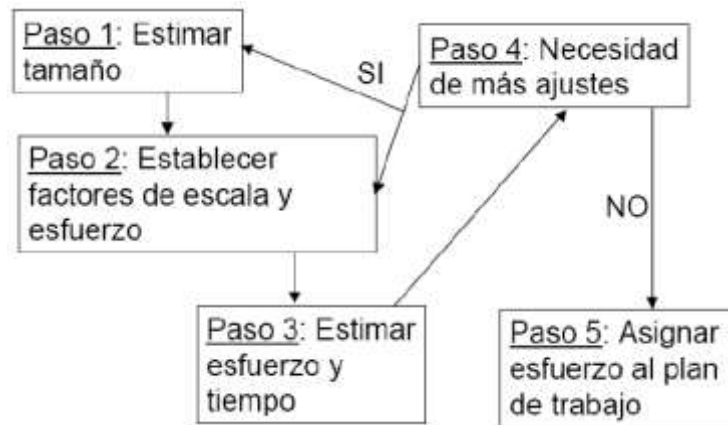 Paso 1: Estimar
tamaño
SI
Paso 4: Necesidad
de más ajustes
Paso 2: Establecer
factores de escala y
esfuerzo
NO
Paso 3: Estimar
esfuerzo y
tiempo
Paso 5: Asignar
esfuerzo al plan
de trabajo